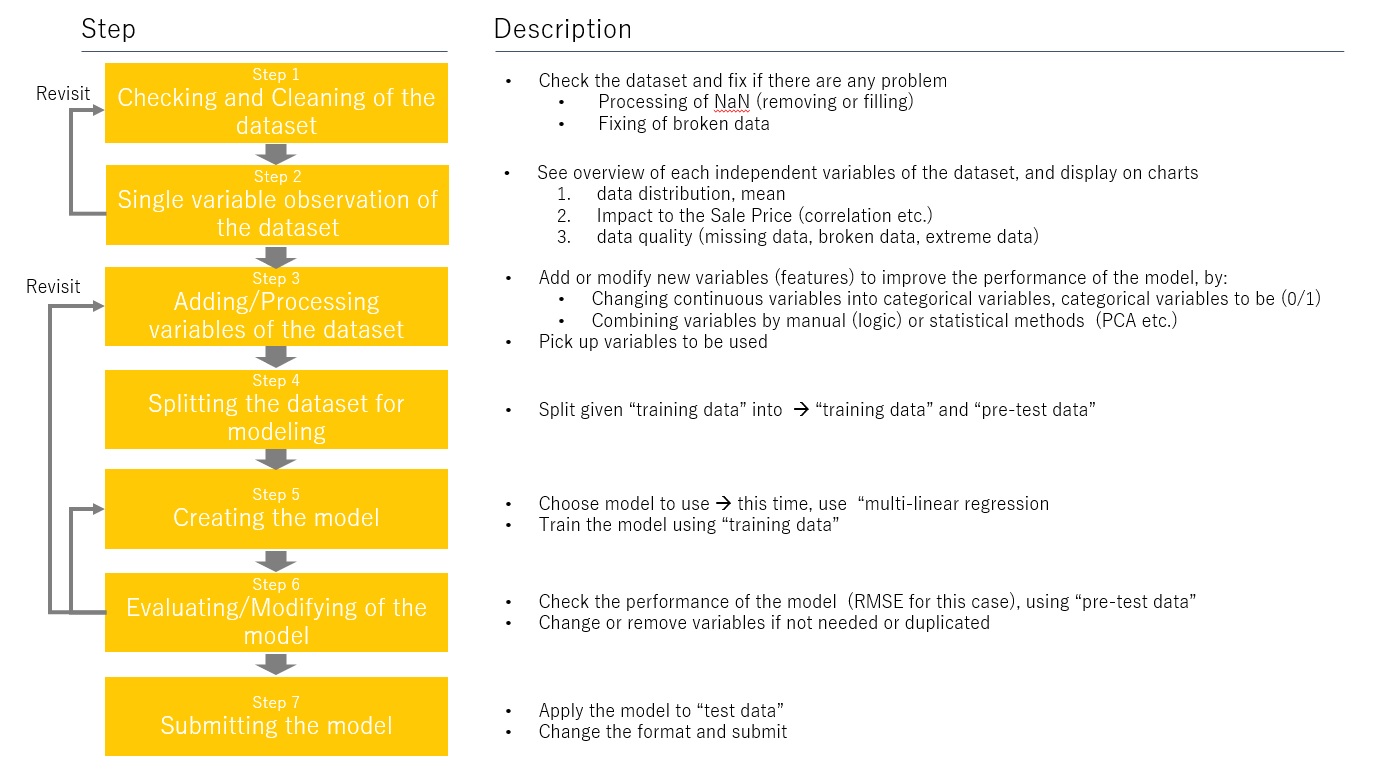 Step
Description
Revisit
Step 1
Checking and Cleaning of the
dataset
• Check the dataset and fix if there are any problem
• Processing of NaN (removing or filling)
• Fixing of broken data
Step 2
Single variable observation of
the dataset
• See overview of each independent variables of the dataset, and display on charts
1. data distribution, mean
2. Impact to the Sale Price (correlation etc.)
3. data quality (missing data, broken data, extreme data)
Revisit
Step 3
Adding/Processing
variables of the dataset
• Add or modify new variables (features) to improve the performance of the model, by:
• Changing continuous variables into categorical variables, categorical variables to be (0/1)
• Combining variables by manual (logic) or statistical methods (PCA etc.)
• Pick up variables to be used
Step 4
Splitting the dataset for
modeling
• Split given “training data” into → “training data” and “pre-test data”
Step 5
Creating the model
• Choose model to use → this time, use “multi-linear regression
• Train the model using “training data”
Step 6
Evaluating/Modifying of the
model
• Check the performance of the model (RMSE for this case), using “pre-test data”
• Change or remove variables if not needed or duplicated
Step 7
Submitting the model
• Apply the model to “test data”
• Change the format and submit